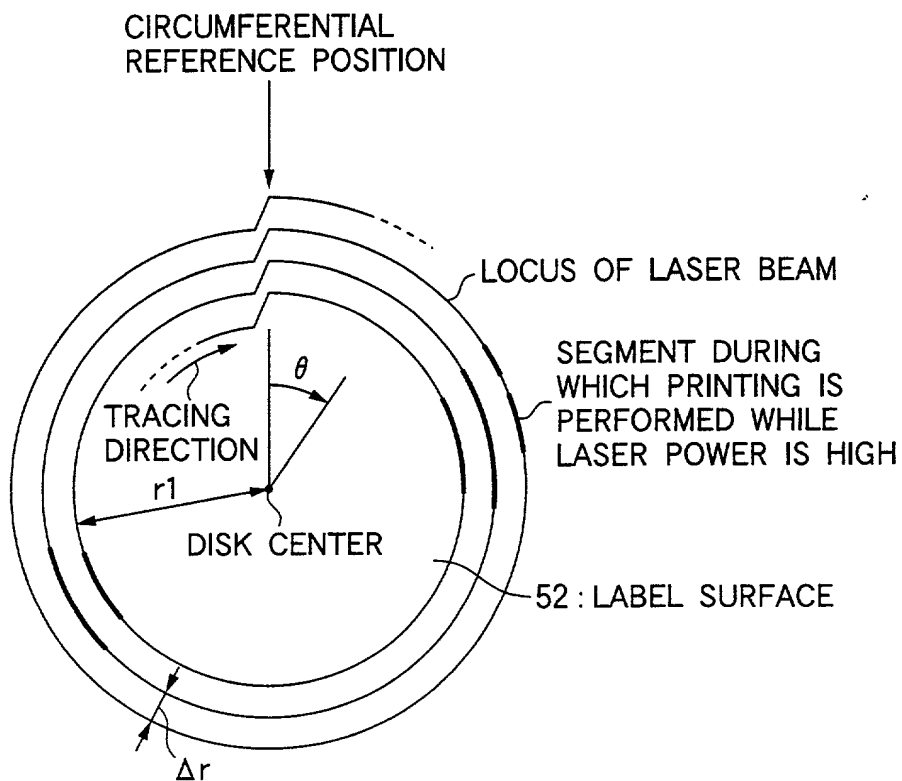 CIRCUMFERENTIAL
REFERENCE POSITION
LOCUS OF LASER BEAM
SEGMENT DURING
WHICH PRINTING IS
PERFORMED WHILE
LASER POWER IS HIGH
θ
TRACING
DIRECTION
r1
DISK CENTER
52 : LABEL SURFACE
Δr